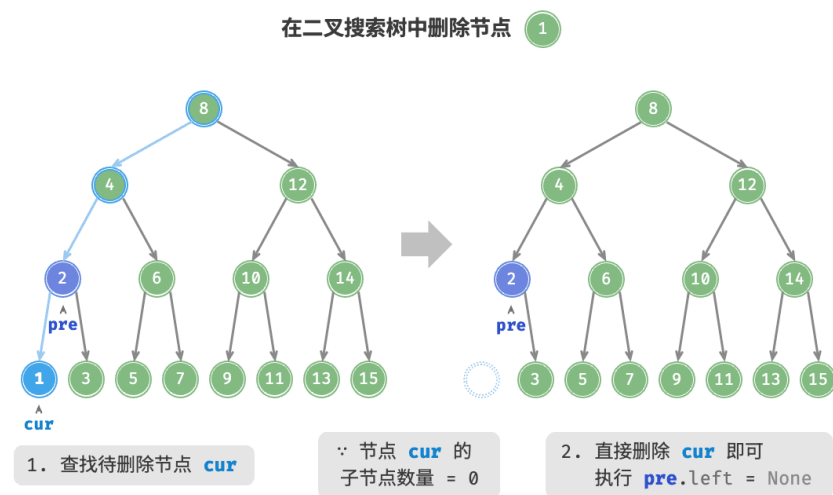 在二叉搜索树中删除节点 1
8
4 12
2 6 10 14
pre
1 3 5 7 9 11 13 15
cur
1. 查找待删除节点 cur
8
4 12
2 6 10 14
pre
3 5 7 9 11 13 15
∵ 节点 cur 的
子节点数量 = 0
2. 直接删除 cur 即可
执行 pre.left = None